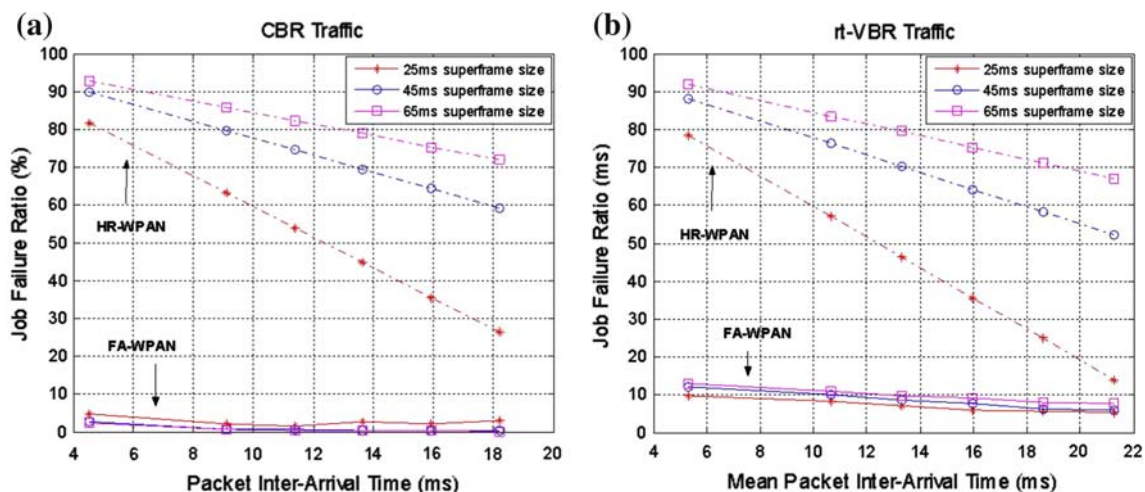 (a)
CBR Traffic
100
90
80
70
60
50
40
30
20
10
0
Job Failure Ratio (%)
25ms superframe size
45ms superframe size
65ms superframe size
HR-WPAN
FA-WPAN
4 6 8 10 12 14 16 18 20
Packet Inter-Arrival Time (ms)
(b)
rt-VBR Traffic
100
90
80
70
60
50
40
30
20
10
0
Job Failure Ratio (ms)
25ms superframe size
45ms superframe size
65ms superframe size
HR-WPAN
FA-WPAN
4 6 8 10 12 14 16 18 20 22
Mean Packet Inter-Arrival Time (ms)